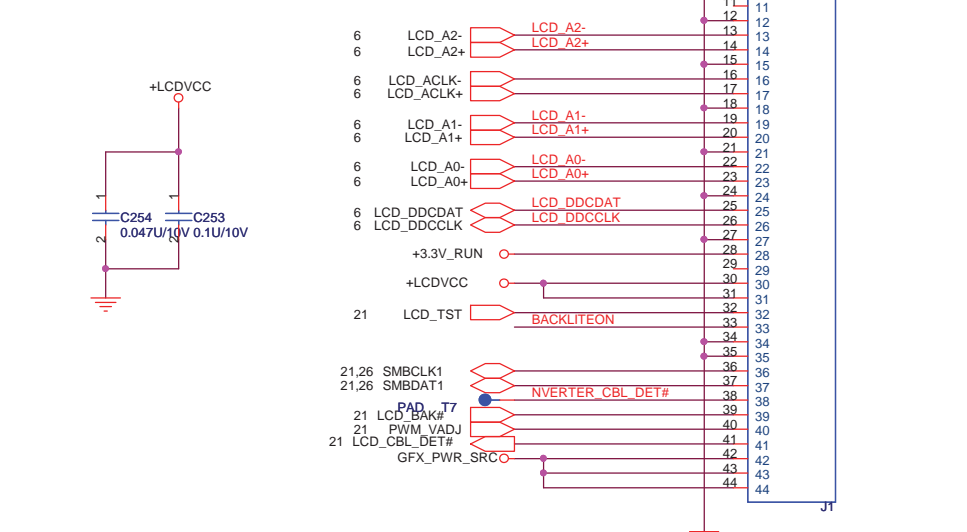 11 11
12 12
LCD_A2- LCD_A2- 13 13
6 LCD_A2-
6 LCD_A2+ LCD_A2+ 14 14
15 15
6 LCD_ACLK- 16 16
6 LCD_ACLK+ 17 17
+LCDVCC
18 18
6 LCD_A1- LCD_A1- 19 19
6 LCD_A1+ LCD_A1+ 20 20
21 21
6 LCD_A0- LCD_A0- 22 22
6 LCD_A0+ LCD_A0+ 23 23
24 24
1 1
6 LCD_DDCDAT LCD_DDCDAT 25 25
C254 C253
6 LCD_DDCCLK LCD_DDCCLK 26 26
0.047U/10V 0.1U/10V
2 2
27 27
+3.3V_RUN 28 28
29 29
+LCDVCC 30 30
31 31
21 LCD_TST 32 32
BACKLITEON 33 33
34 34
35 35
21,26 SMBCLK1 36 36
21,26 SMBDAT1 37 37
NVERTER_CBL_DET# 38 38
PAD T7
21 LCD_BAK# 39 39
21 PWM_VADJ 40 40
21 LCD_CBL_DET# 41 41
GFX_PWR_SRC 42 42
43 43
44 44
J1